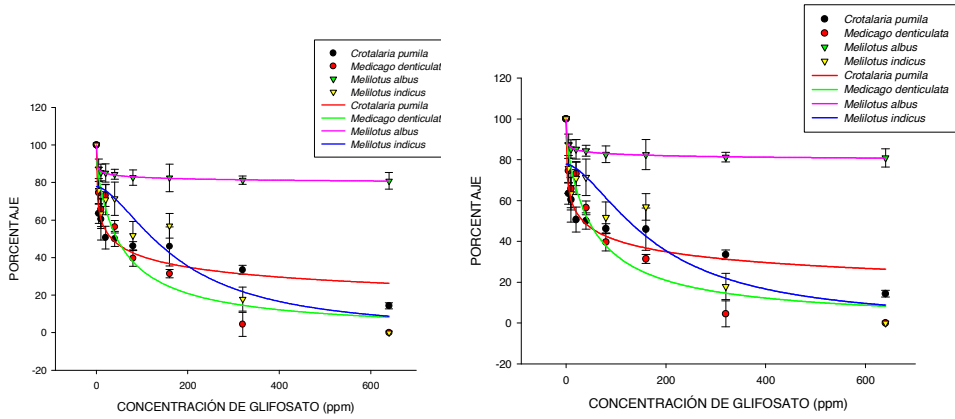 Crotalaria pumila
Medicago denticulata
Melilotus albus
Melilotus indicus
Crotalaria pumila
Medicago denticulata
Melilotus albus
Melilotus indicus
120
100
80
60
40
20
0
-20
PORCENTAJE
0
200
400
600
CONCENTRACIÓN DE GLIFOSATO (ppm)
Crotalaria pumila
Medicago denticulata
Melilotus albus
Melilotus indicus
Crotalaria pumila
Medicago denticulata
Melilotus albus
Melilotus indicus
120
100
80
60
40
20
0
-20
PORCENTAJE
0
200
400
600
CONCENTRACIÓN DE GLIFOSATO (ppm)